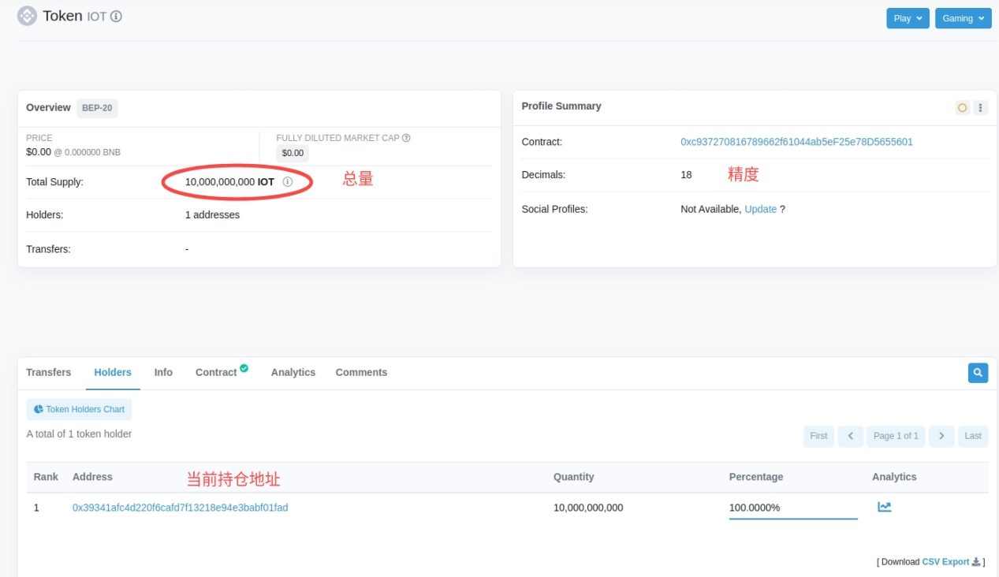 Token IOT
Play
Gaming
Overview BEP-20
PRICE
$0.00 @ 0.000000 BNB
FULLY DILUTED MARKET CAP
$0.00
Total Supply: 10,000,000,000 IOT 总量
Holders: 1 addresses
Transfers: -
Profile Summary
Contract: 0xc937270816789662f61044ab5eF25e78D5655601
Decimals: 18 精度
Social Profiles: Not Available, Update ?
Transfers Holders Info Contract Analytics Comments
Token Holders Chart
A total of 1 token holder
First Page 1 of 1 Last
Rank Address 当前持仓地址 Quantity Percentage Analytics
1 0x39341afc4d220f6cafd7f13218e94e3babf01fad 10,000,000,000 100.0000%
[ Download CSV Export ]